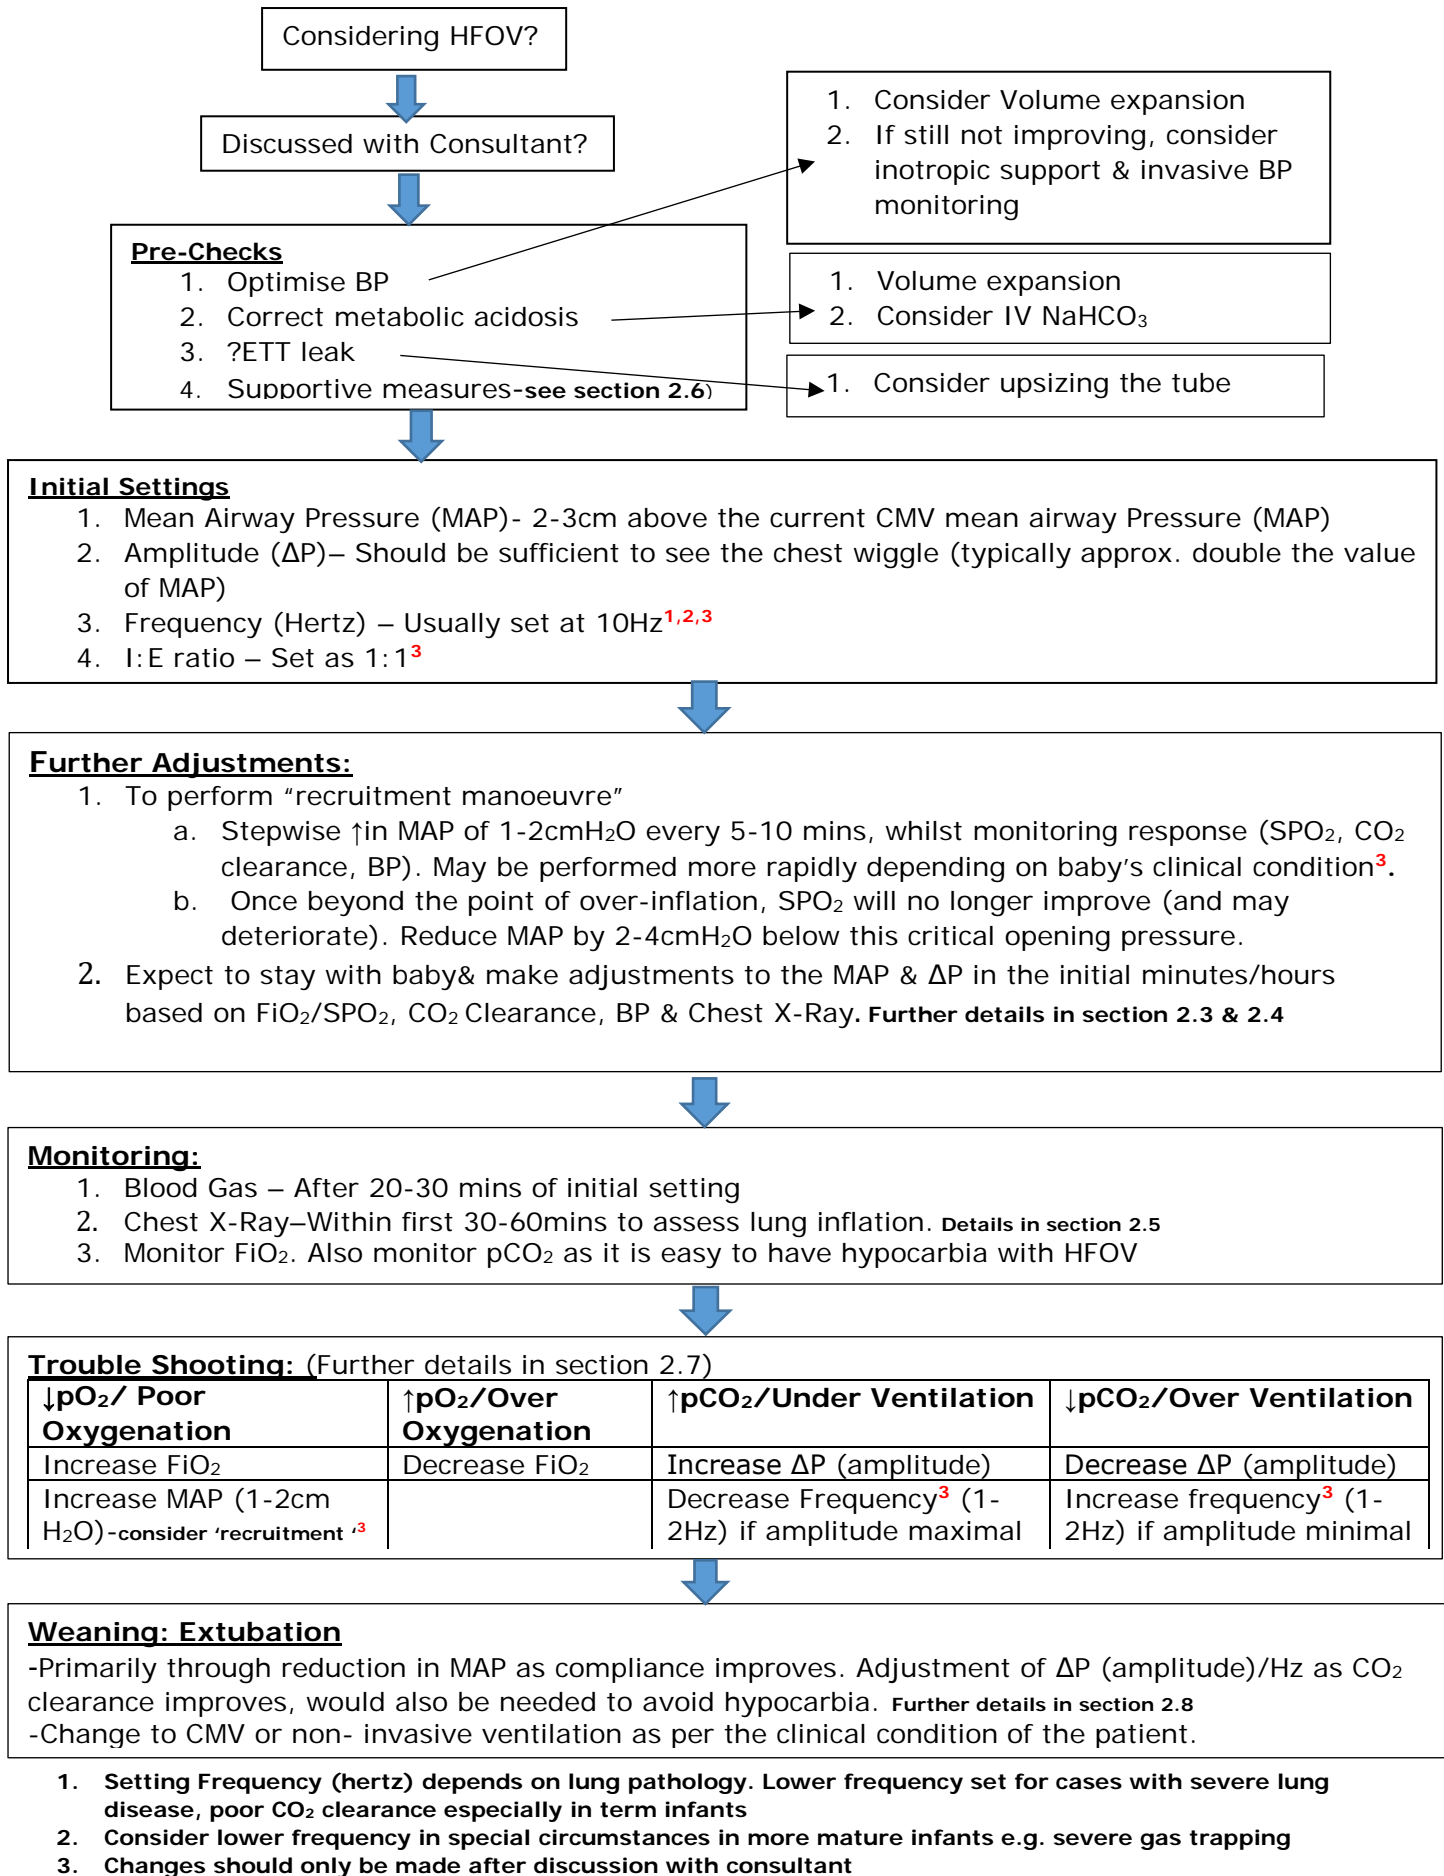 Considering HFOV?
Discussed with Consultant?
1. Consider Volume expansion
2. If still not improving, consider
inotropic support & invasive BP
monitoring
Pre-Checks
1. Optimise BP
2. Correct metabolic acidosis
3. ?ETT leak
4. Supportive measures-see section 2.6)
1. Volume expansion
2. Consider IV NaHCO₃
1. Consider upsizing the tube
Initial Settings
1. Mean Airway Pressure (MAP)- 2-3cm above the current CMV mean airway Pressure (MAP)
2. Amplitude (ΔP)– Should be sufficient to see the chest wiggle (typically approx. double the value
of MAP)
3. Frequency (Hertz) – Usually set at 10Hz¹,²,³
4. I:E ratio – Set as 1:1³
Further Adjustments:
1. To perform “recruitment manoeuvre”
a. Stepwise ↑in MAP of 1-2cmH₂O every 5-10 mins, whilst monitoring response (SPO₂, CO₂
clearance, BP). May be performed more rapidly depending on baby’s clinical condition³.
b. Once beyond the point of over-inflation, SPO₂ will no longer improve (and may
deteriorate). Reduce MAP by 2-4cmH₂O below this critical opening pressure.
2. Expect to stay with baby& make adjustments to the MAP & ΔP in the initial minutes/hours
based on FiO₂/SPO₂, CO₂ Clearance, BP & Chest X-Ray. Further details in section 2.3 & 2.4
Monitoring:
1. Blood Gas – After 20-30 mins of initial setting
2. Chest X-Ray–Within first 30-60mins to assess lung inflation. Details in section 2.5
3. Monitor FiO₂. Also monitor pCO₂ as it is easy to have hypocarbia with HFOV
Trouble Shooting: (Further details in section 2.7)
↓pO₂/ Poor
Oxygenation
↑pO₂/Over
Oxygenation
↑pCO₂/Under Ventilation
↓pCO₂/Over Ventilation
Increase FiO₂
Decrease FiO₂
Increase ΔP (amplitude)
Decrease ΔP (amplitude)
Increase MAP (1-2cm
H₂O)-consider ‘recruitment ‘³
Decrease Frequency³ (1-
2Hz) if amplitude maximal
Increase frequency³ (1-
2Hz) if amplitude minimal
Weaning: Extubation
-Primarily through reduction in MAP as compliance improves. Adjustment of ΔP (amplitude)/Hz as CO₂
clearance improves, would also be needed to avoid hypocarbia. Further details in section 2.8
-Change to CMV or non- invasive ventilation as per the clinical condition of the patient.
1. Setting Frequency (hertz) depends on lung pathology. Lower frequency set for cases with severe lung
disease, poor CO₂ clearance especially in term infants
2. Consider lower frequency in special circumstances in more mature infants e.g. severe gas trapping
3. Changes should only be made after discussion with consultant